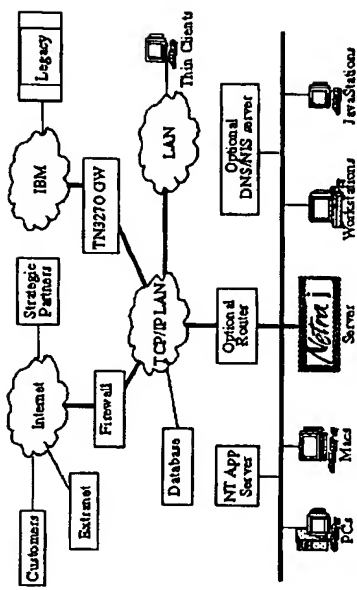 Customers
Extranet
Internet
Strategic
Partners
Firewall
IBM
Legacy
TN3270 GW
TCP/IP LAN
LAN
Thin Clients
Database
Optional
Router
NT APP
Server
Optional
DNS/NIS server
PCs
Macs
Netra j
Server
Workstations
JavaStations